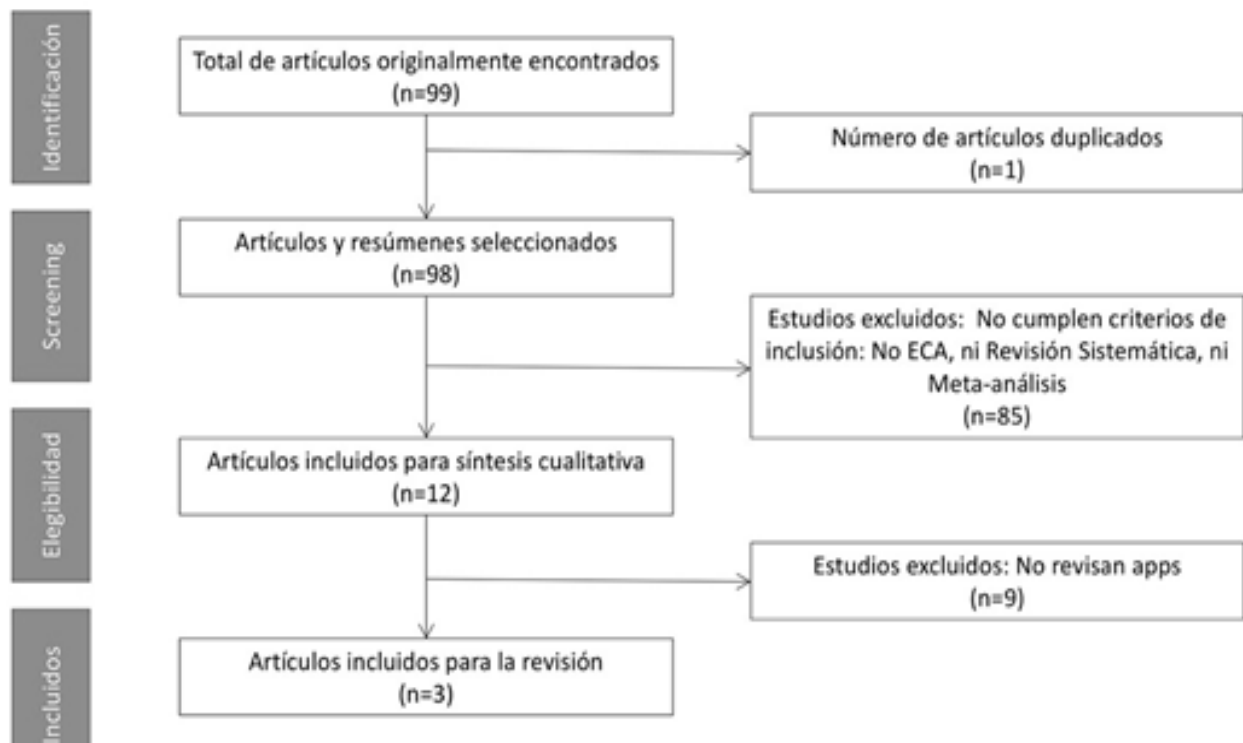 Identificación
Total de artículos originalmente encontrados
(n=99)
Número de artículos duplicados
(n=1)
Screening
Artículos y resúmenes seleccionados
(n=98)
Estudios excluidos:  No cumplen criterios de
inclusión: No ECA, ni Revisión Sistemática, ni
Meta-análisis
(n=85)
Elegibilidad
Artículos incluidos para síntesis cualitativa
(n=12)
Estudios excluidos: No revisan apps
(n=9)
Incluidos
Artículos incluidos para la revisión
(n=3)